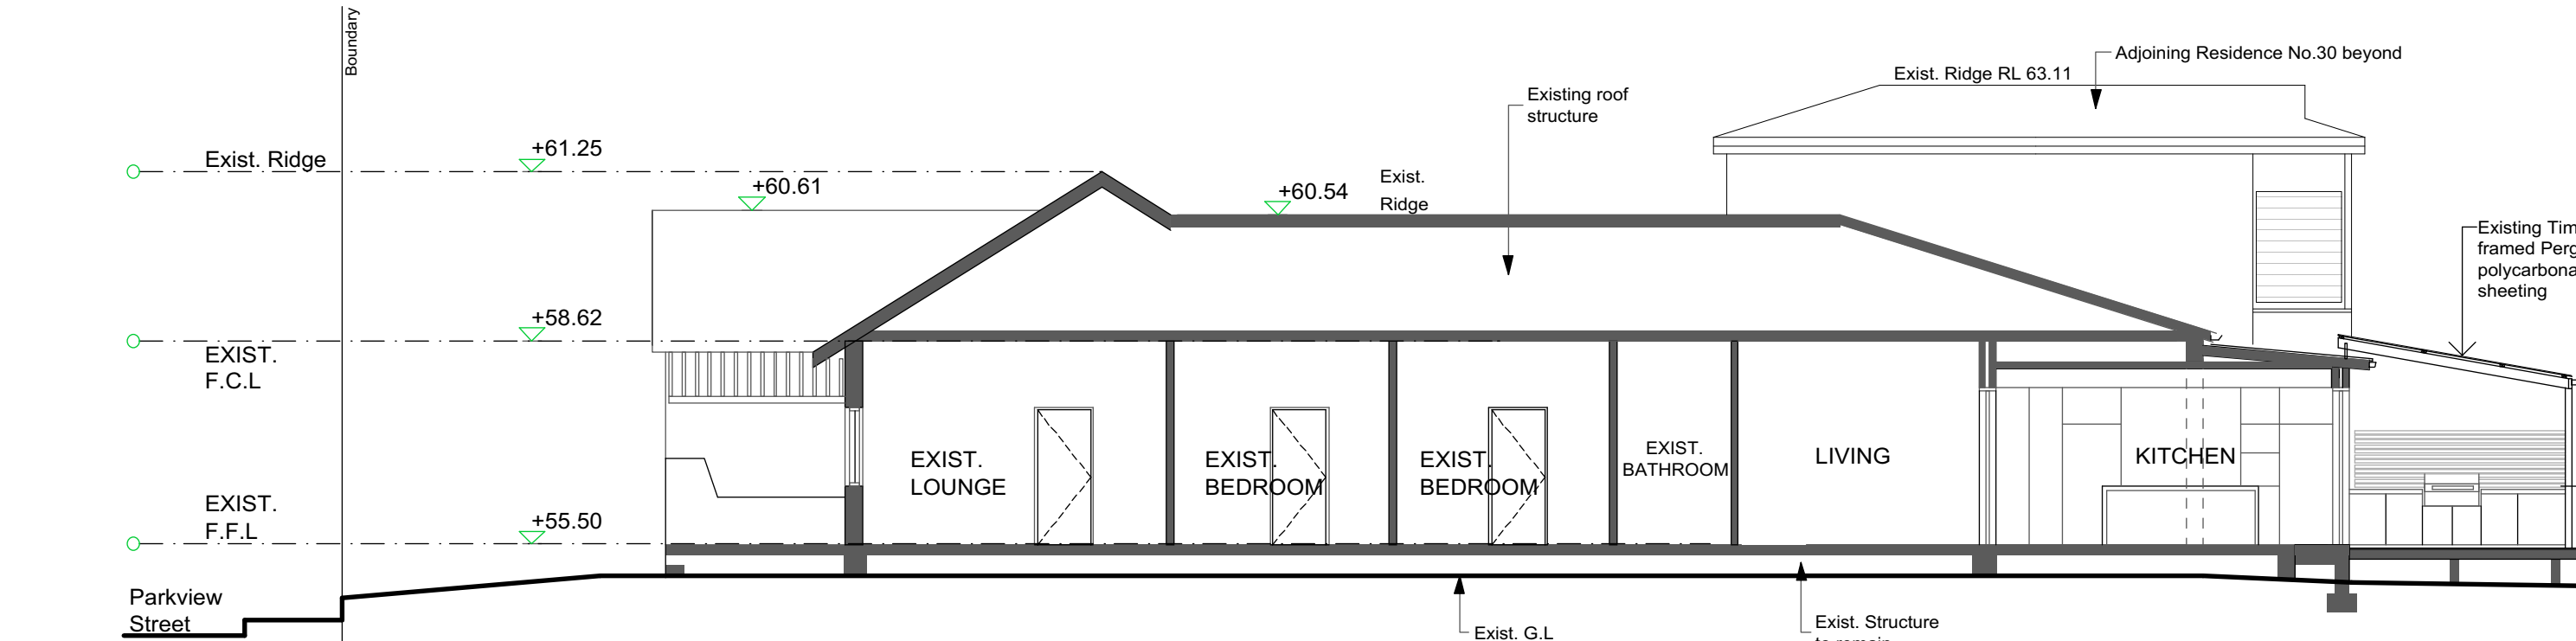 Boundary
Adjoining Residence No.30 beyond
Exist. Ridge RL 63.11
Existing roof
structure
+61.25
Exist. Ridge
+60.61
+60.54
Exist.
Ridge
Existing Tim
framed Perg
polycarbona
sheeting
+58.62
EXIST.
F.C.L
EXIST.
LOUNGE
EXIST.
BEDROOM
EXIST.
BEDROOM
EXIST.
BATHROOM
LIVING
KITCHEN
EXIST.
F.F.L
+55.50
Parkview
Street
Exist. G.L
Exist. Structure
to remain